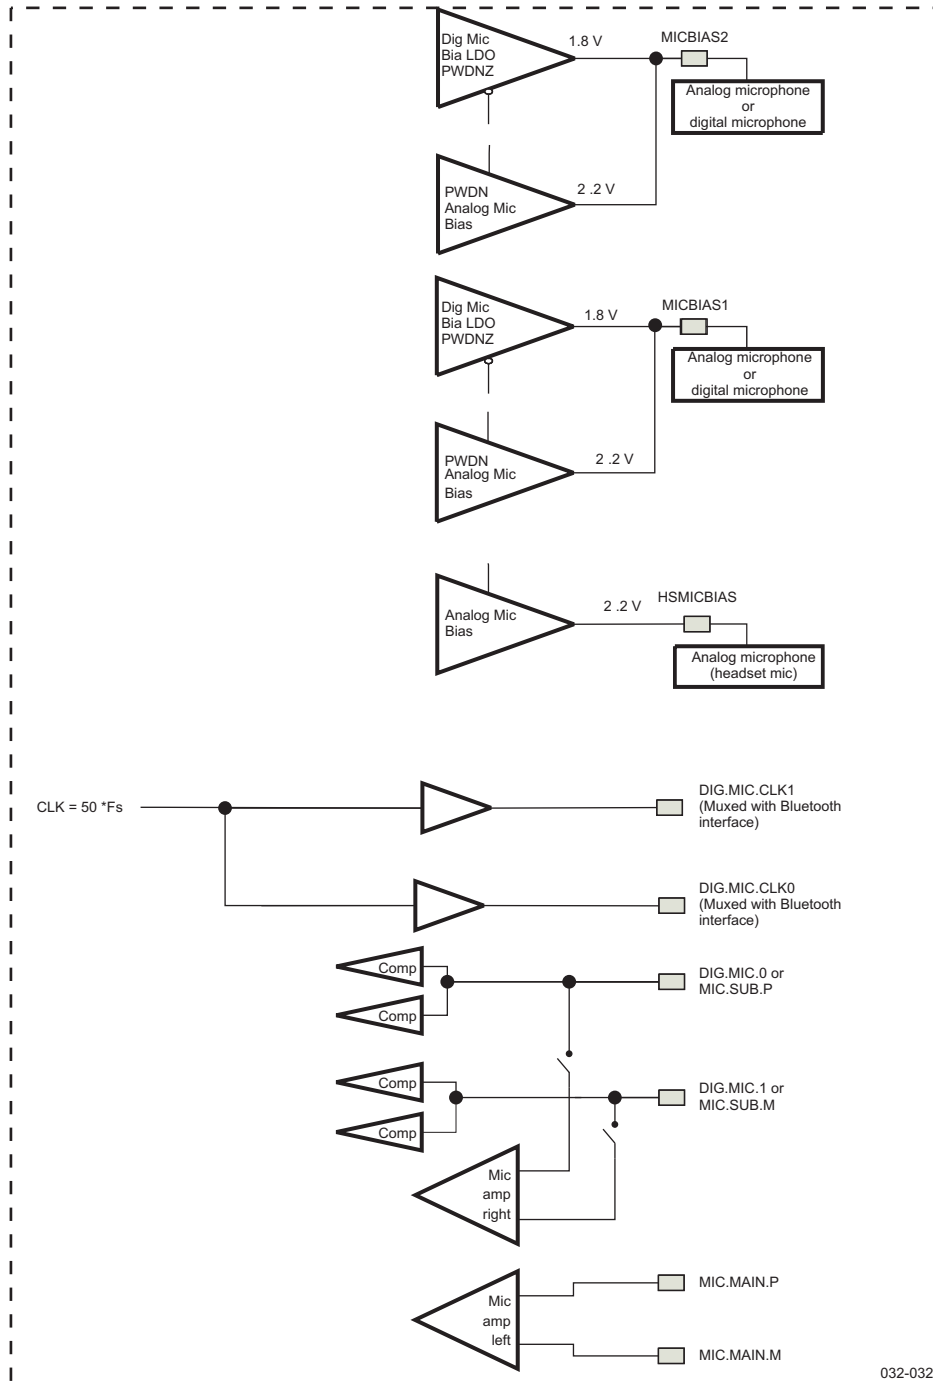 Dig Mic
Bia LDO
PWDNZ
1.8 V
MICBIAS2
Analog microphone
or
digital microphone
PWDN
Analog Mic
Bias
2 .2 V
Dig Mic
Bia LDO
PWDNZ
1.8 V
MICBIAS1
Analog microphone
or
digital microphone
PWDN
Analog Mic
Bias
2 .2 V
Analog Mic
Bias
2 .2 V
HSMICBIAS
Analog microphone
(headset mic)
CLK = 50 *Fs
DIG.MIC.CLK1
(Muxed with Bluetooth
interface)
DIG.MIC.CLK0
(Muxed with Bluetooth
interface)
Comp
Comp
DIG.MIC.0 or
MIC.SUB.P
Comp
Comp
DIG.MIC.1 or
MIC.SUB.M
Mic
amp
right
Mic
amp
left
MIC.MAIN.P
MIC.MAIN.M
032-032